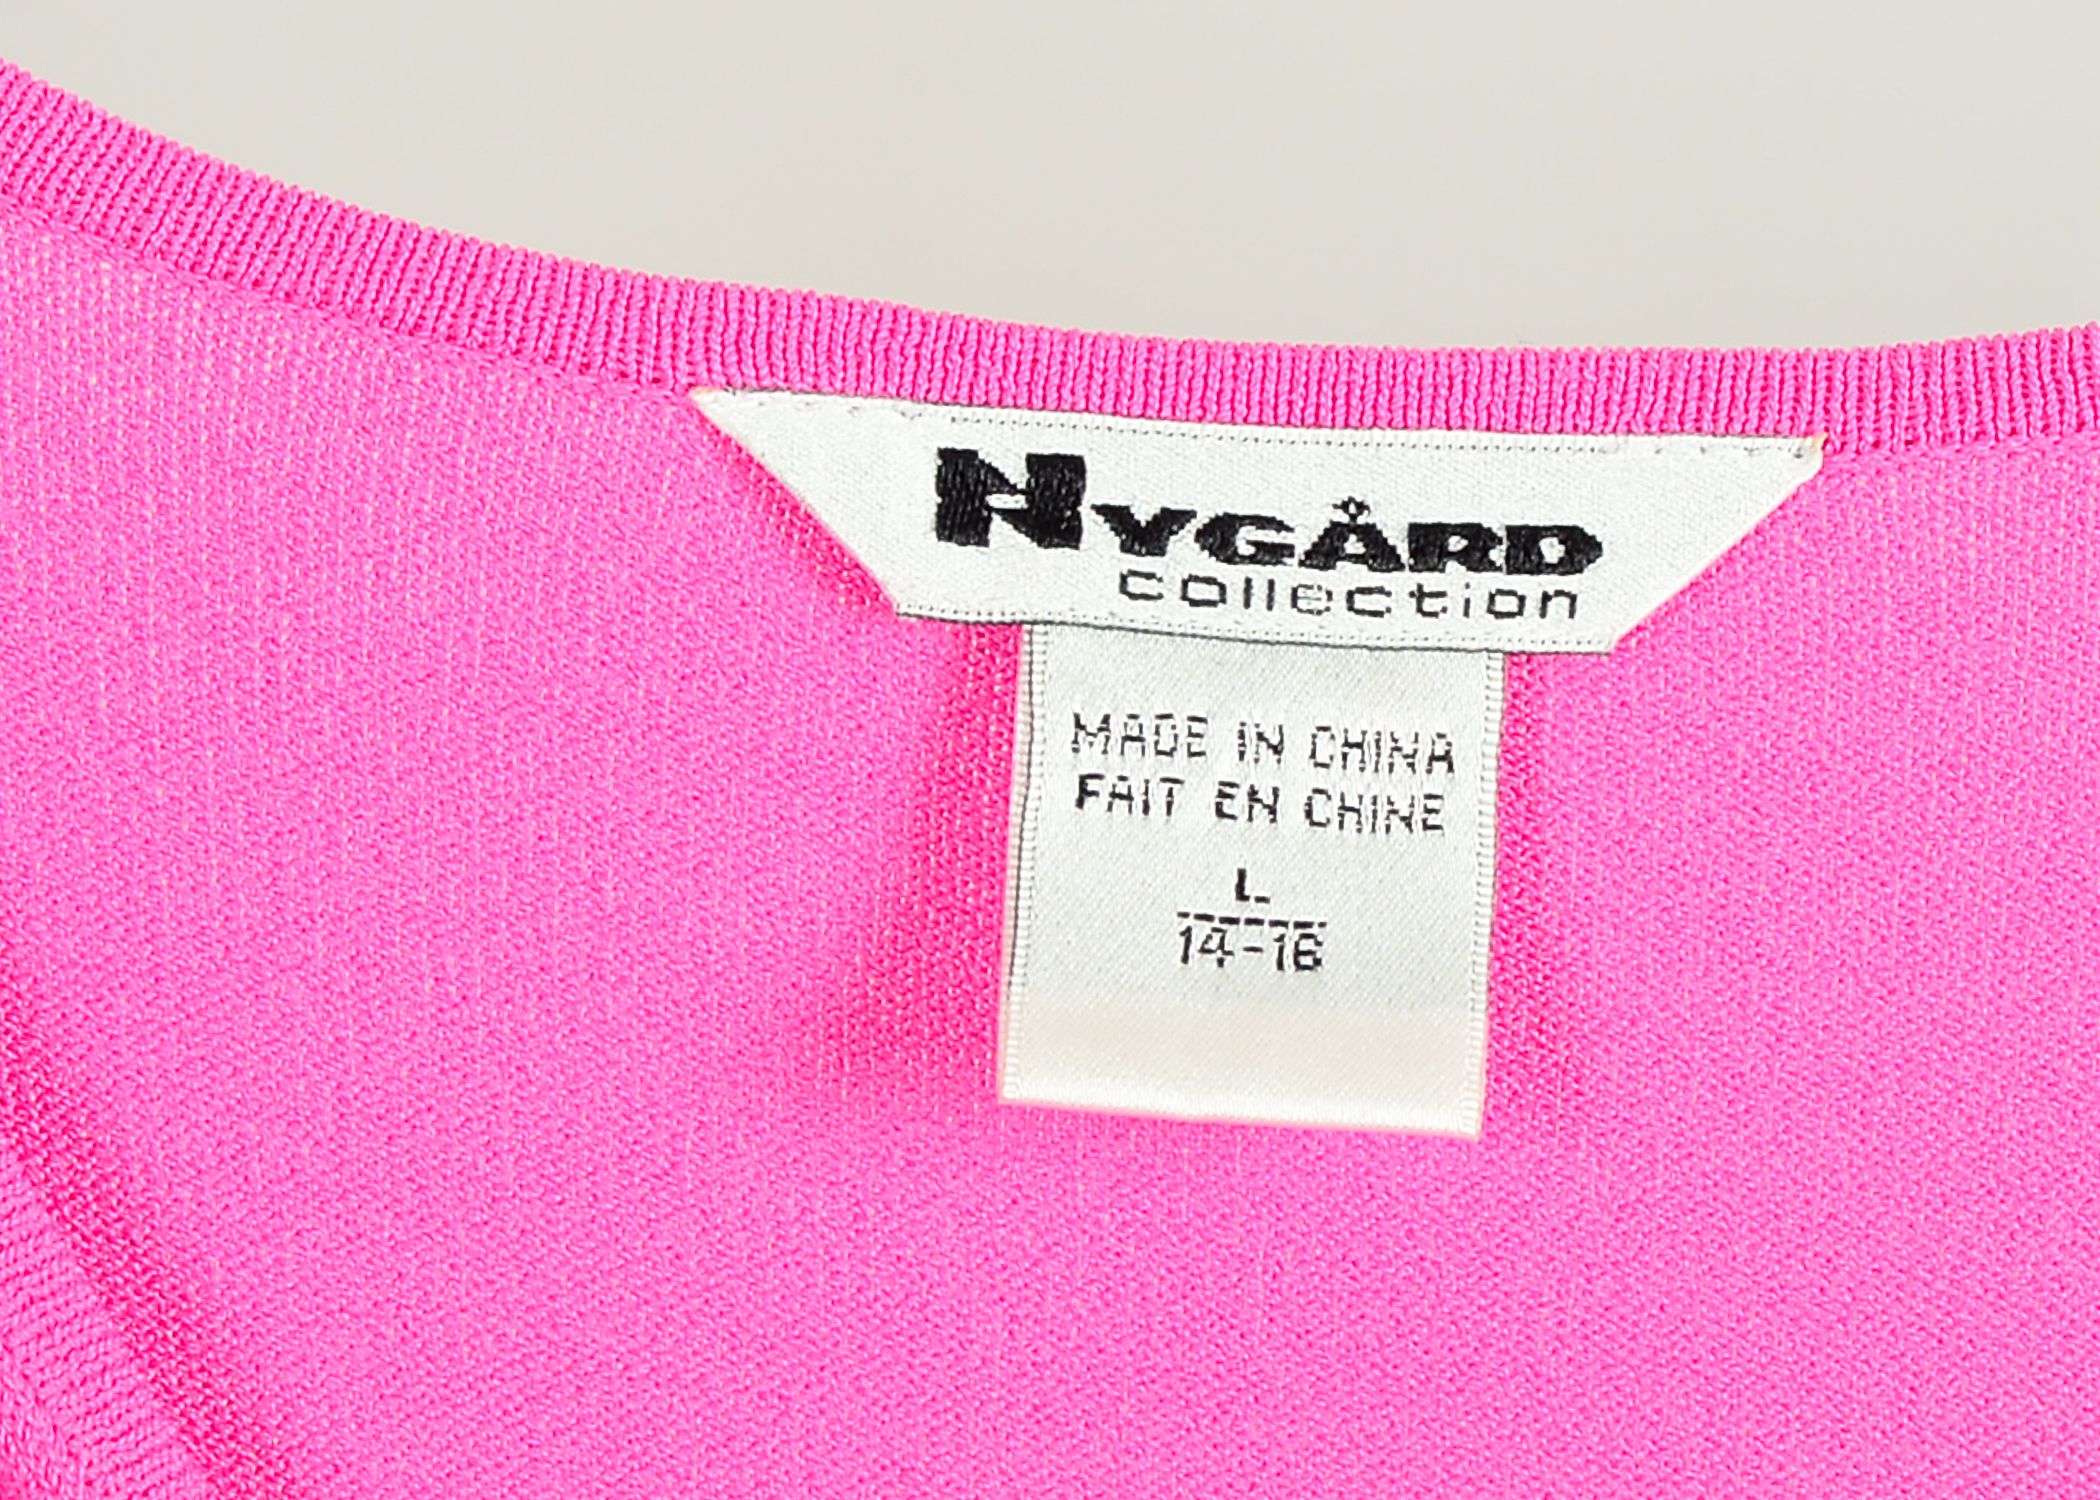 NYGÅRD
collection
MADE IN CHINA
FAIT EN CHINE
L
14-16